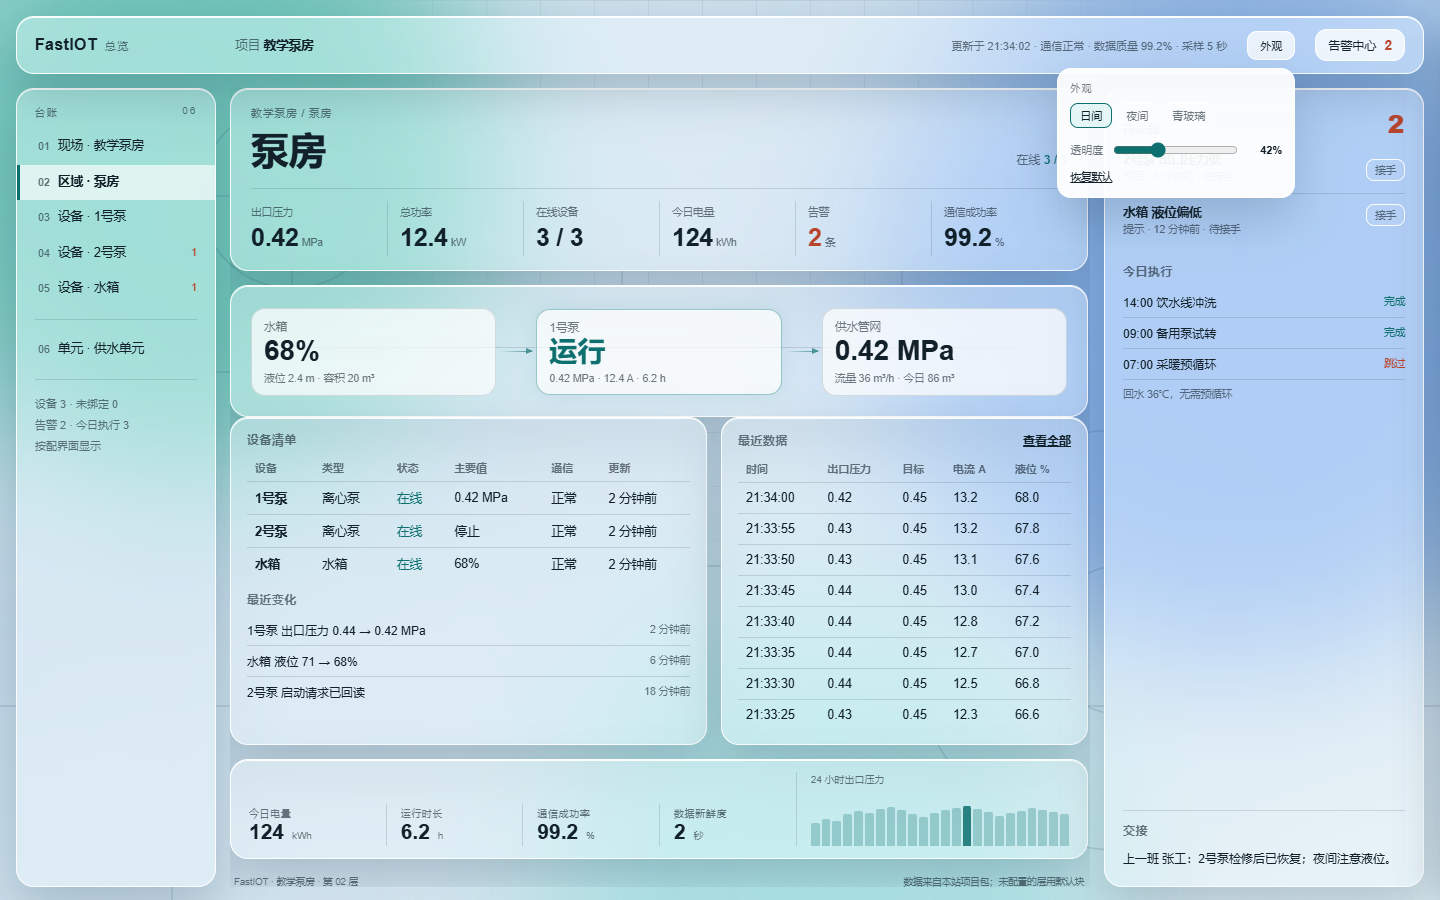 FastIOT 总览
项目 教学泵房
更新于 21:34:02 · 通信正常 · 数据质量 99.2% · 采样 5 秒
外观
告警中心 2
台账 06
01 现场 · 教学泵房
02 区域 · 泵房
03 设备 · 1号泵
04 设备 · 2号泵 1
05 设备 · 水箱 1
06 单元 · 供水单元
设备 3 · 未绑定 0
告警 2 · 今日执行 3
按配界面显示
教学泵房 / 泵房
泵房
在线 3 /
出口压力
0.42 MPa
总功率
12.4 kW
在线设备
3 / 3
今日电量
124 kWh
告警
2 条
通信成功率
99.2 %
外观
日间 夜间 青玻璃
透明度 42%
恢复默认
2
接手
水箱 液位偏低
提示 · 12 分钟前 · 待接手
接手
今日执行
14:00 饮水线冲洗 完成
09:00 备用泵试转 完成
07:00 采暖预循环 跳过
回水 36℃，无需预循环
水箱
68%
液位 2.4 m · 容积 20 m³
1号泵
运行
0.42 MPa · 12.4 A · 6.2 h
供水管网
0.42 MPa
流量 36 m³/h · 今日 86 m³
设备清单
设备 类型 状态 主要值 通信 更新
1号泵 离心泵 在线 0.42 MPa 正常 2 分钟前
2号泵 离心泵 在线 停止 正常 2 分钟前
水箱 水箱 在线 68% 正常 2 分钟前
最近变化
1号泵 出口压力 0.44 → 0.42 MPa 2 分钟前
水箱 液位 71 → 68% 6 分钟前
2号泵 启动请求已回读 18 分钟前
最近数据 查看全部
时间 出口压力 目标 电流 A 液位 %
21:34:00 0.42 0.45 13.2 68.0
21:33:55 0.43 0.45 13.2 67.8
21:33:50 0.43 0.45 13.1 67.6
21:33:45 0.44 0.45 13.0 67.4
21:33:40 0.44 0.45 12.8 67.2
21:33:35 0.44 0.45 12.7 67.0
21:33:30 0.44 0.45 12.5 66.8
21:33:25 0.43 0.45 12.3 66.6
今日电量
124 kWh
运行时长
6.2 h
通信成功率
99.2 %
数据新鲜度
2 秒
24 小时出口压力
交接
上一班 张工：2号泵检修后已恢复；夜间注意液位。
FastIOT · 教学泵房 · 第 02 层
数据来自本站项目包；未配置的层用默认块